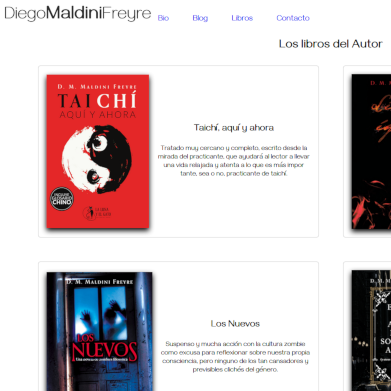 DiegoMaldiniFreyre
Bio
Blog
Libros
Contacto
Los libros del Autor
D. M. MALDINI FREYRE
TAICHÍ
AQUÍ Y AHORA
CHINO
Taichí, aquí y ahora
Tratado muy cercano y completo, escrito desde la
mirada del practicante, que ayudará al lector a llevar
una vida relajada y atenta a lo que es más impor
tante, sea o no, practicante de taichí.
D. M. MALDINI FREYRE
LOS
NUEVOS
Los Nuevos
Suspenso y mucha acción con la cultura zombie
como excusa para reflexionar sobre nuestra propia
consciencia, pero ninguno de los tan cansadores y
previsibles clichés del género.